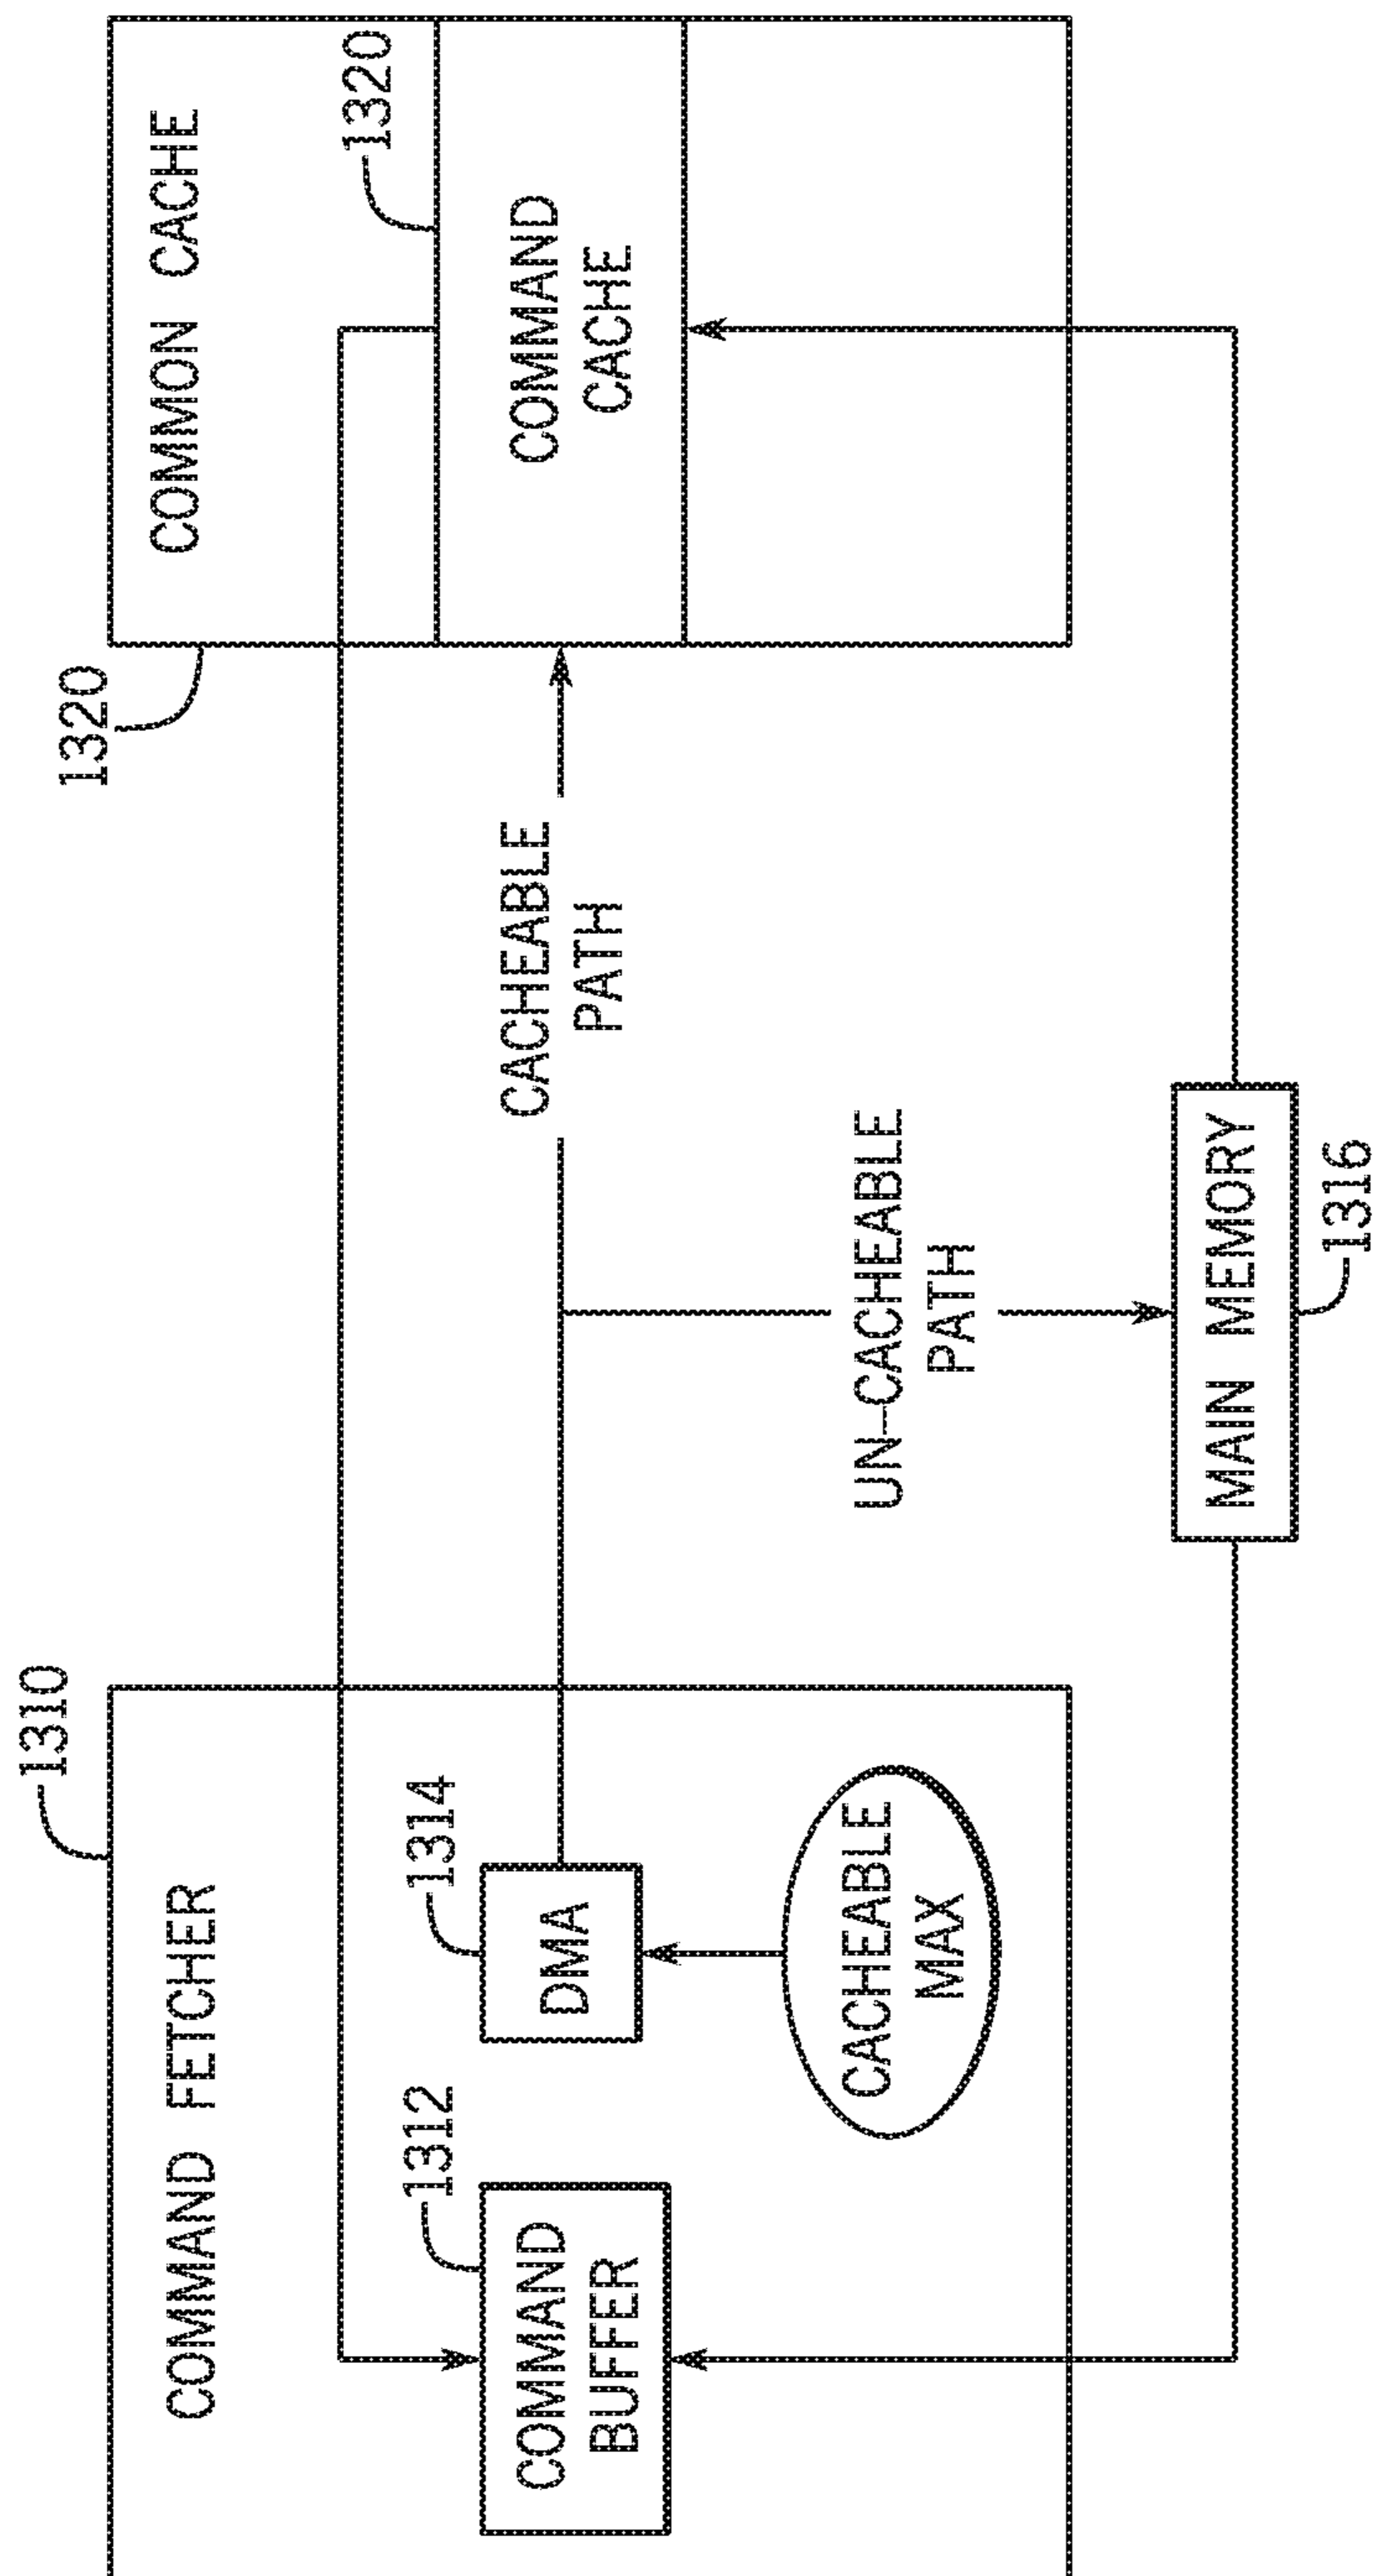 1310
COMMAND FETCHER
1312
COMMAND
BUFFER
1314
DMA
CACHEABLE
MAX
CACHEABLE
PATH
UN-CACHEABLE
PATH
MAIN MEMORY
1316
1320
COMMON CACHE
1320
COMMAND
CACHE